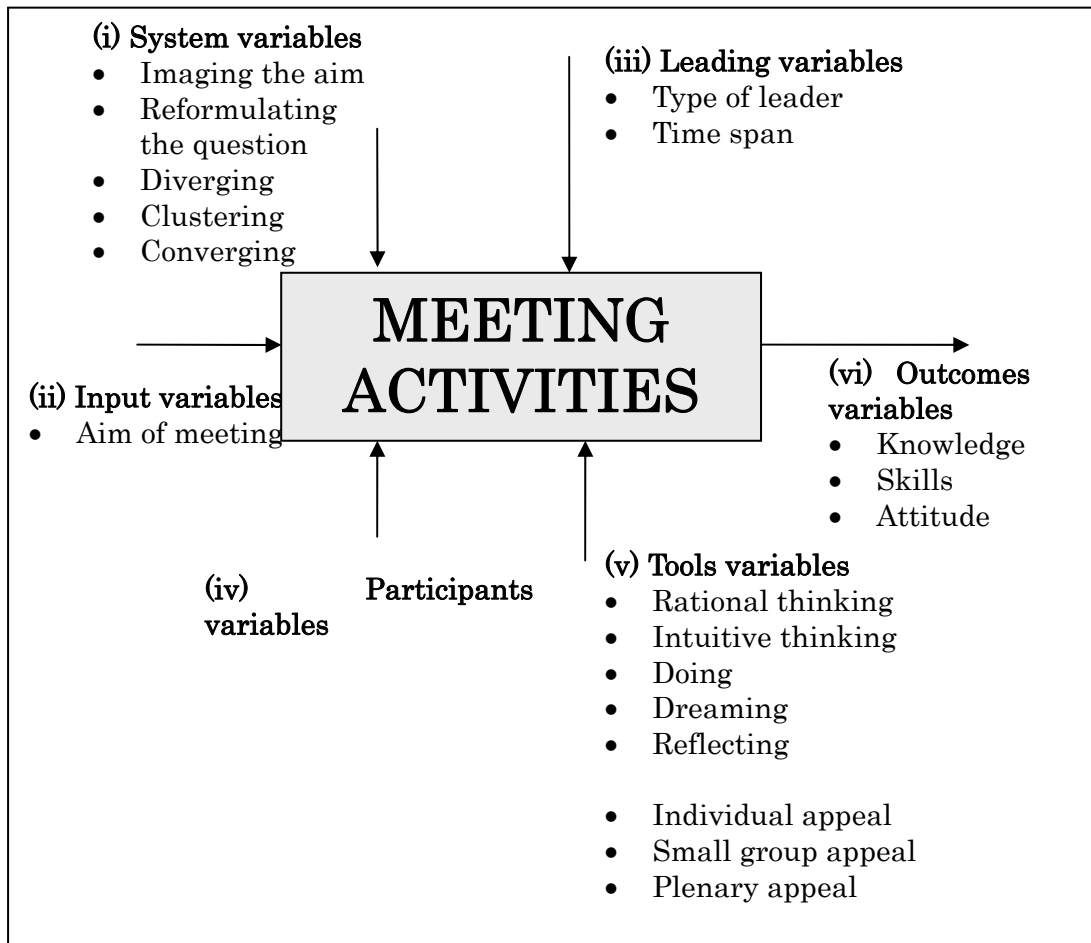 (i) System variables
• Imaging the aim
• Reformulating
the question
• Diverging
• Clustering
• Converging
(iii) Leading variables
• Type of leader
• Time span
MEETING
ACTIVITIES
(ii) Input variables
• Aim of meeting
(vi) Outcomes
variables
• Knowledge
• Skills
• Attitude
(iv) Participants
variables
(v) Tools variables
• Rational thinking
• Intuitive thinking
• Doing
• Dreaming
• Reflecting
• Individual appeal
• Small group appeal
• Plenary appeal